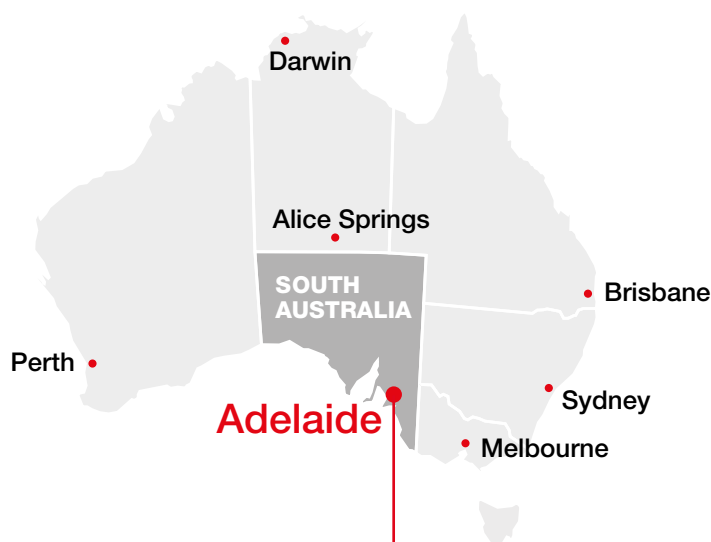 Darwin
Alice Springs
SOUTH
AUSTRALIA
Brisbane
Perth
Sydney
Adelaide
Melbourne